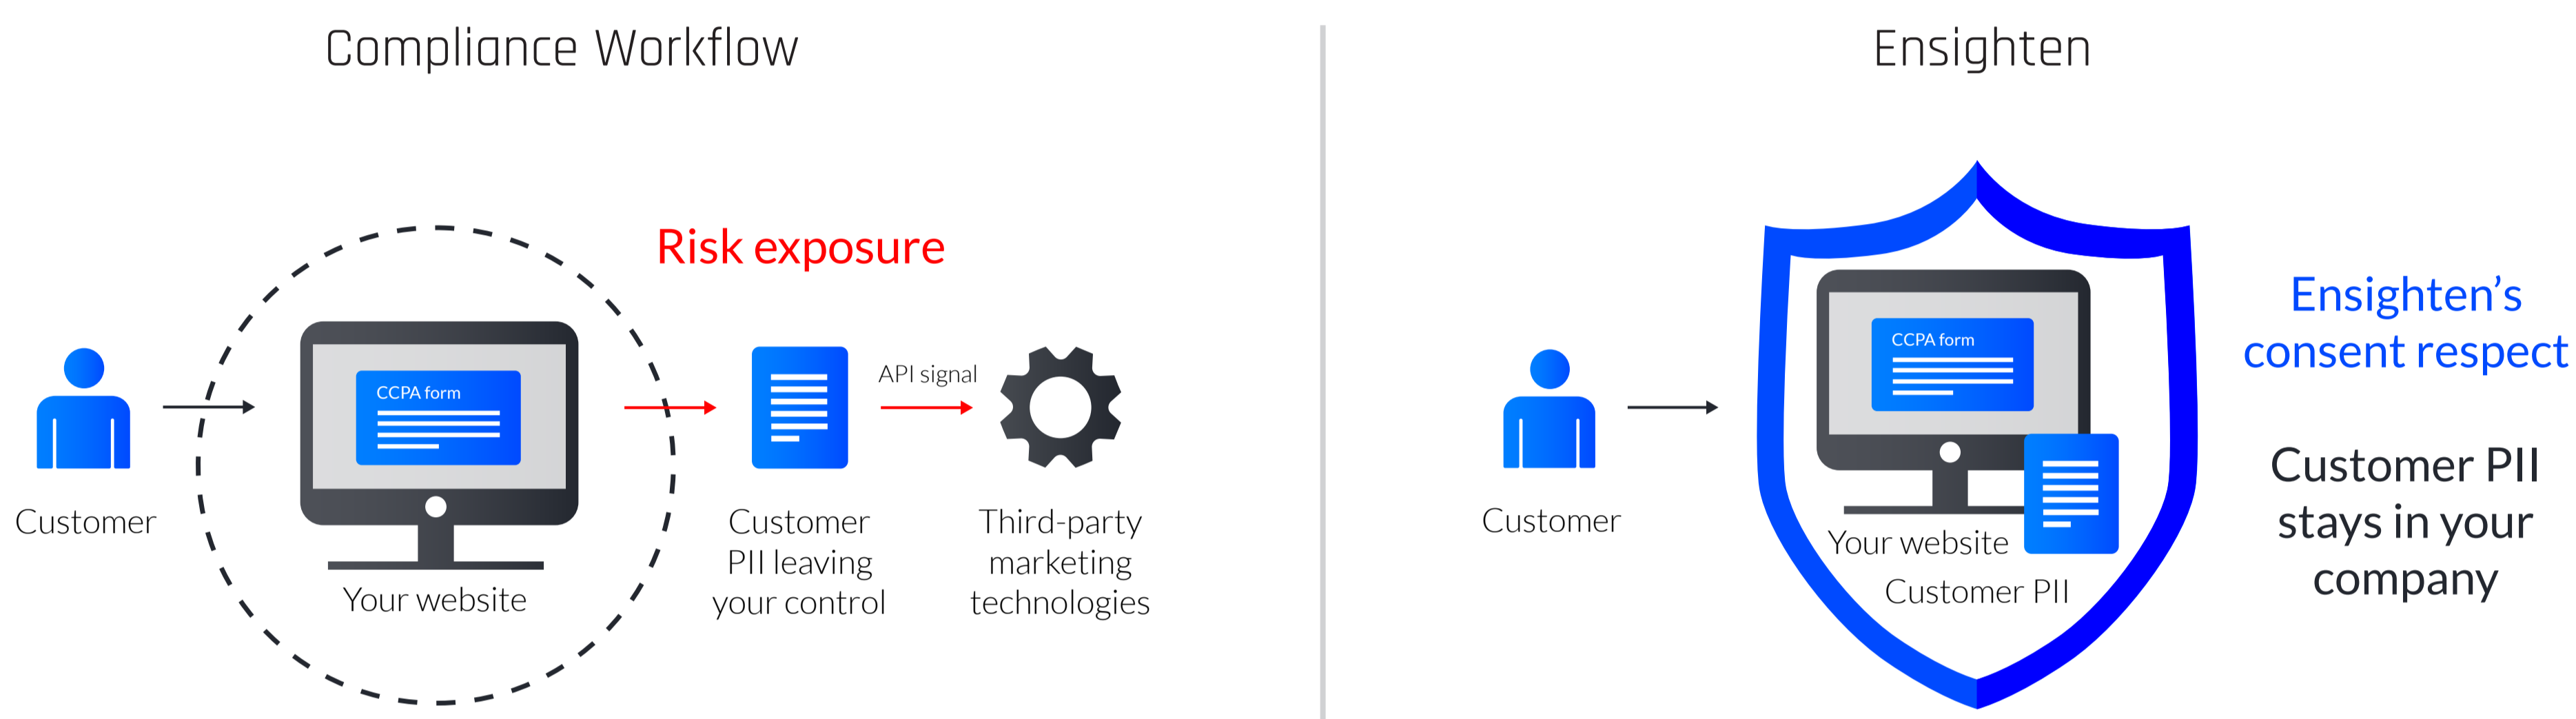 Compliance Workflow
Risk exposure
CCPA form
API signal
Customer
Your website
Customer
PII leaving
your control
Third-party
marketing
technologies
Ensighten
CCPA form
Customer
Your website
Customer PII
Ensighten’s
consent respect
Customer PII
stays in your
company